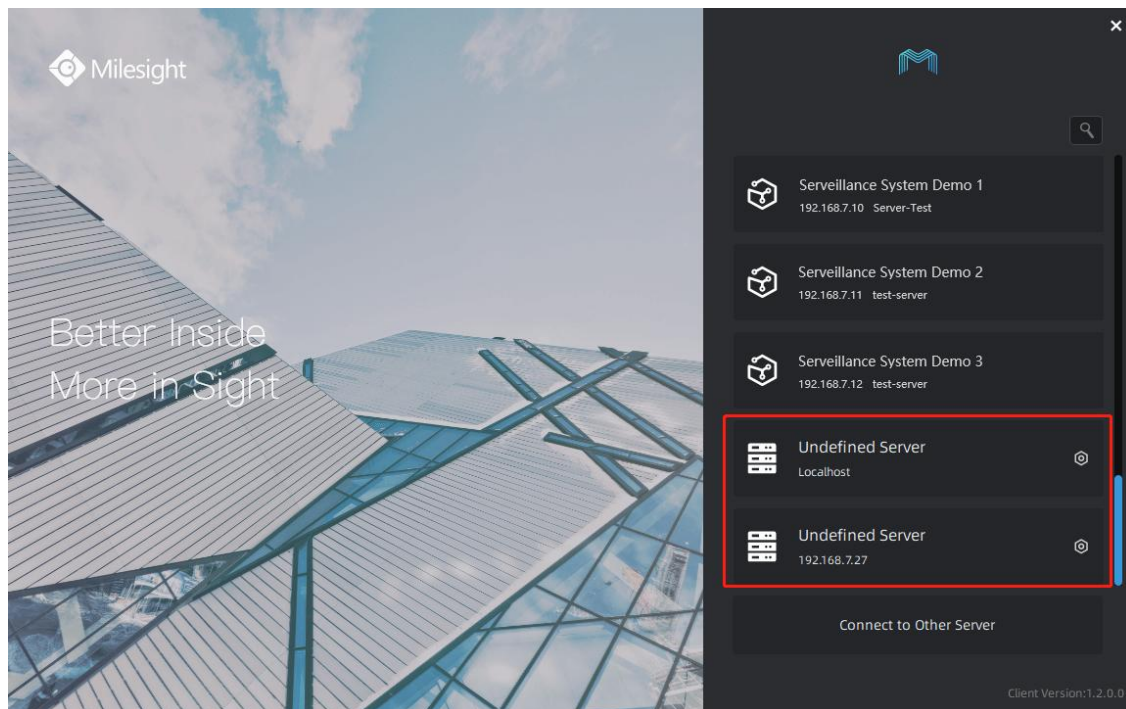 Milesight
Better Inside
More in Sight
Serveillance System Demo 1
192.168.7.10 Server-Test
Serveillance System Demo 2
192.168.7.11 test-server
Serveillance System Demo 3
192.168.7.12 test-server
Undefined Server
Localhost
Undefined Server
192.168.7.27
Connect to Other Server
Client Version:1.2.0.0